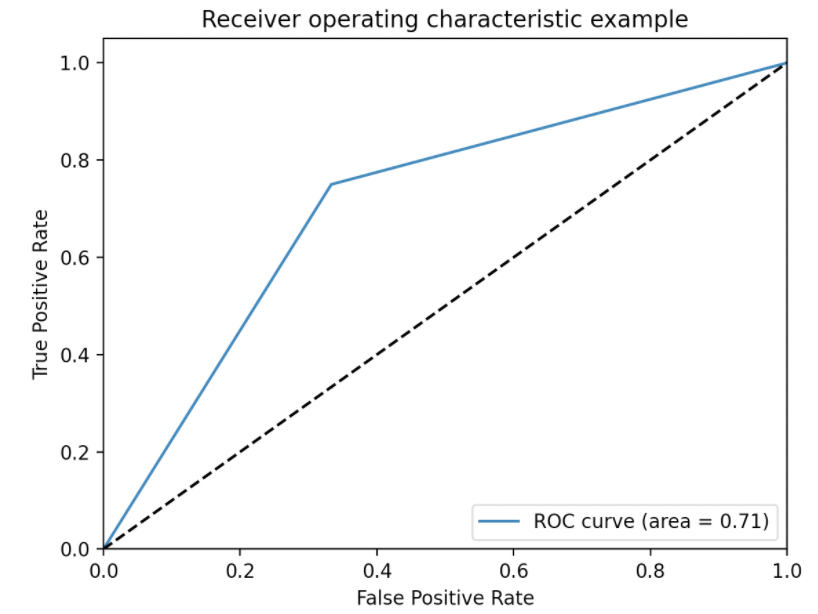 Receiver operating characteristic example
True Positive Rate
1.0
0.8
0.6
0.4
0.2
0.0
ROC curve (area = 0.71)
0.0 0.2 0.4 0.6 0.8 1.0
False Positive Rate